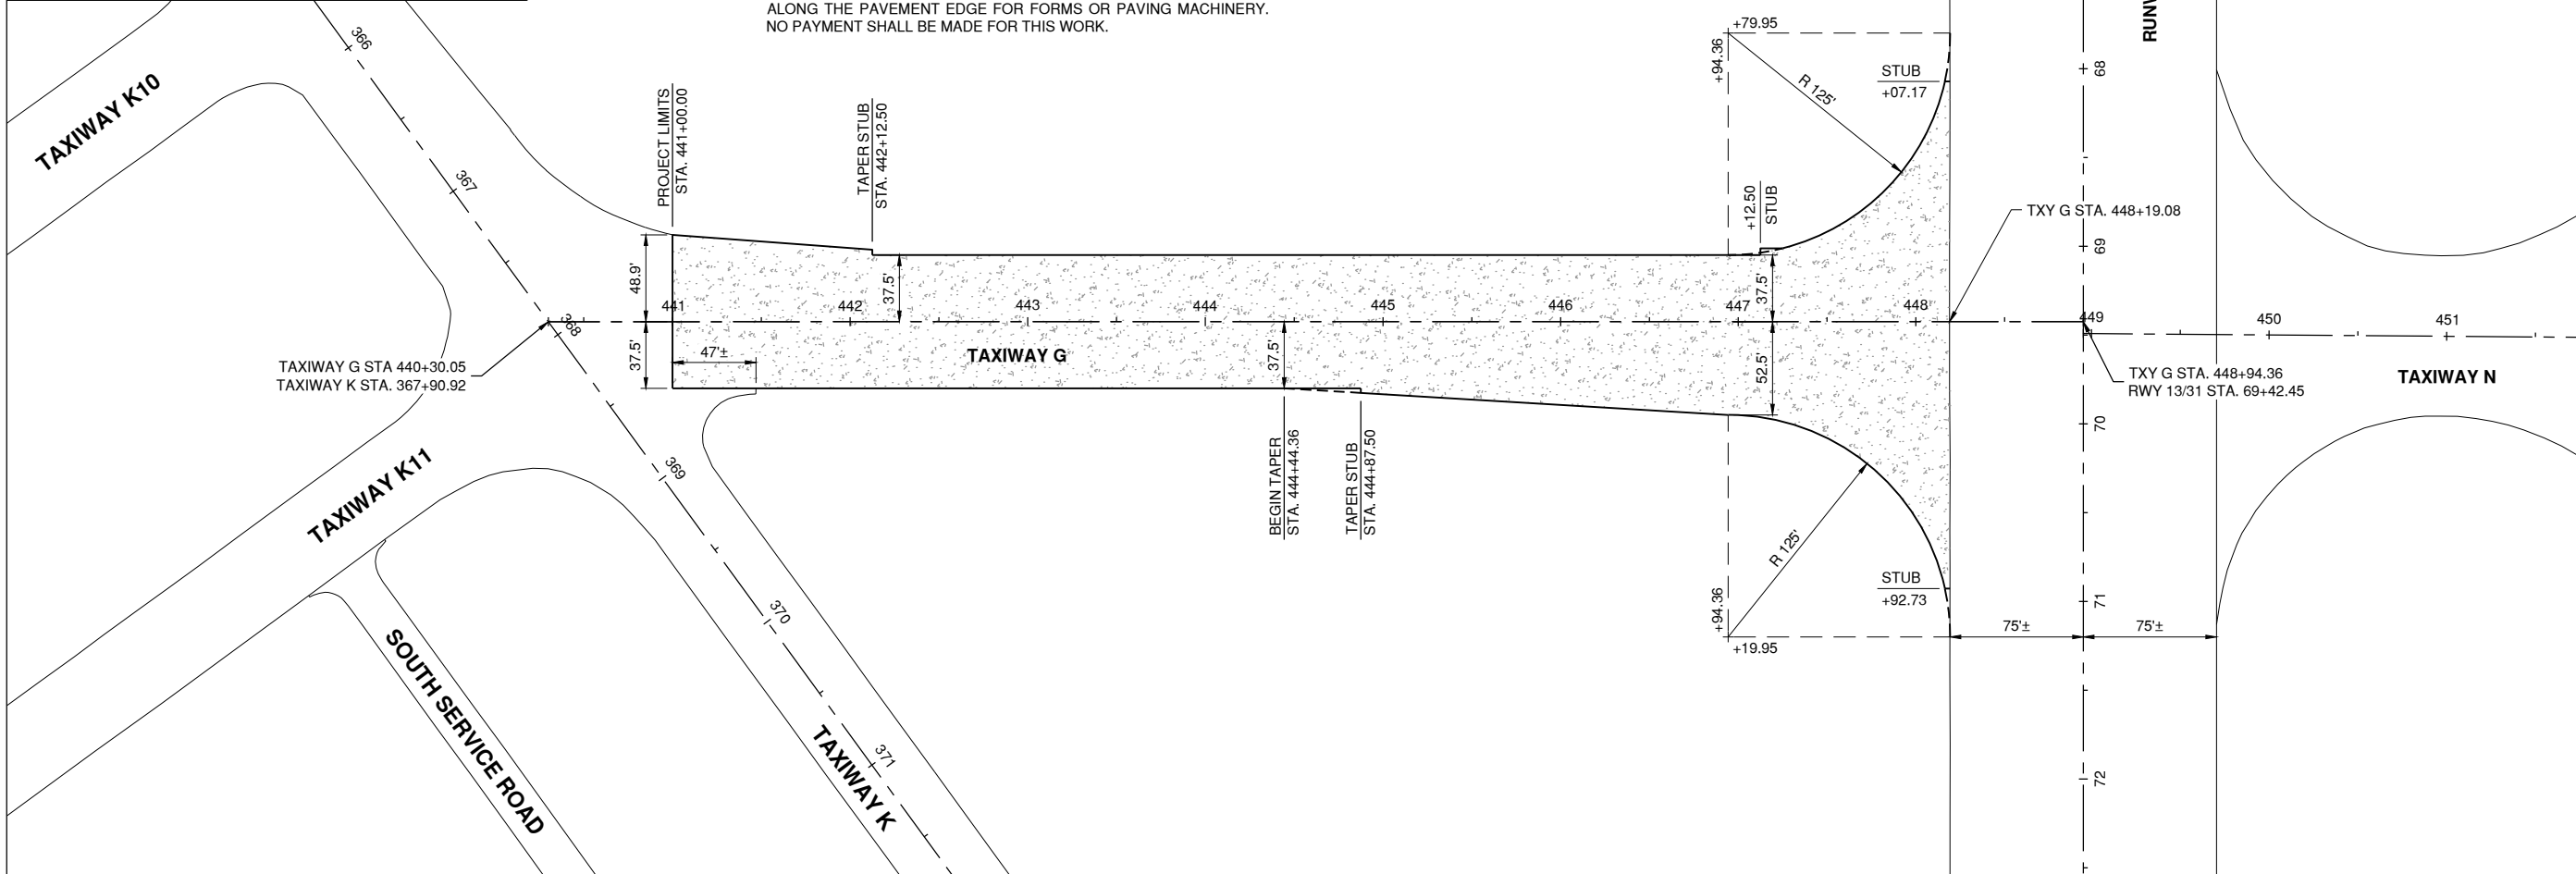 ALONG THE PAVEMENT EDGE FOR FORMS OR PAVING MACHINERY.
NO PAYMENT SHALL BE MADE FOR THIS WORK.
366
TAXIWAY K10
367
368
PROJECT LIMITS
STA. 441+00.00
TAPER STUB
STA. 442+12.50
48.9'
37.5'
47'±
37.5'
441
442
443
444
445
446
447
448
449
450
451
TAXIWAY G
TAXIWAY G STA 440+30.05
TAXIWAY K STA. 367+90.92
37.5'
BEGIN TAPER
STA. 444+44.36
TAPER STUB
STA. 444+87.50
+79.95
+94.36
R 125'
STUB
+07.17
+12.50
STUB
37.5'
52.5'
RUNW
68
69
TXY G STA. 448+19.08
TXY G STA. 448+94.36
RWY 13/31 STA. 69+42.45
TAXIWAY N
70
R 125'
STUB
+92.73
+94.36
+19.95
71
75'±
75'±
72
TAXIWAY K11
369
370
371
SOUTH SERVICE ROAD
TAXIWAY K